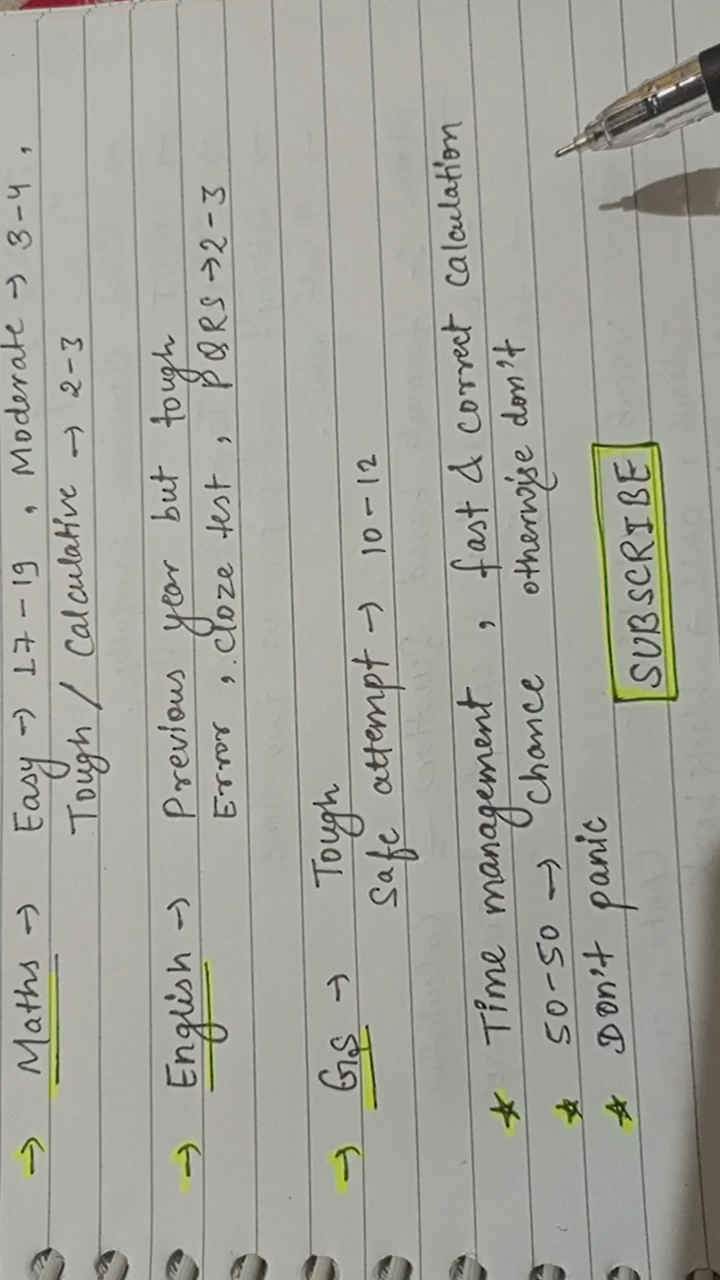 → Maths → Easy → 17-19 , Moderate → 3-4 ,
Tough / Calculative → 2-3
→ English → Previous year but tough
Error , cloze test , PQRS → 2-3
→ GS → Tough
Safe attempt → 10-12
★ Time management , fast & correct calculation
★ 50-50 → chance otherwise don't
★ Don't panic
SUBSCRIBE